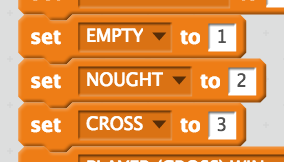 set EMPTY to 1
set NOUGHT to 2
set CROSS to 3